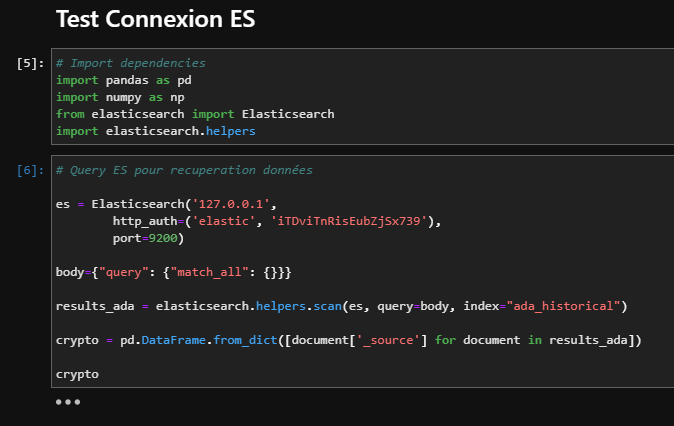 Test Connexion ES
[5]:
# Import dependencies
import pandas as pd
import numpy as np
from elasticsearch import Elasticsearch
import elasticsearch.helpers
[6]:
# Query ES pour recuperation données
es = Elasticsearch('127.0.0.1',
http_auth=('elastic', 'iTDviTnRisEubZjSx739'),
port=9200)
body={"query": {"match_all": {}}}
results_ada = elasticsearch.helpers.scan(es, query=body, index="ada_historical")
crypto = pd.DataFrame.from_dict([document['_source'] for document in results_ada])
crypto